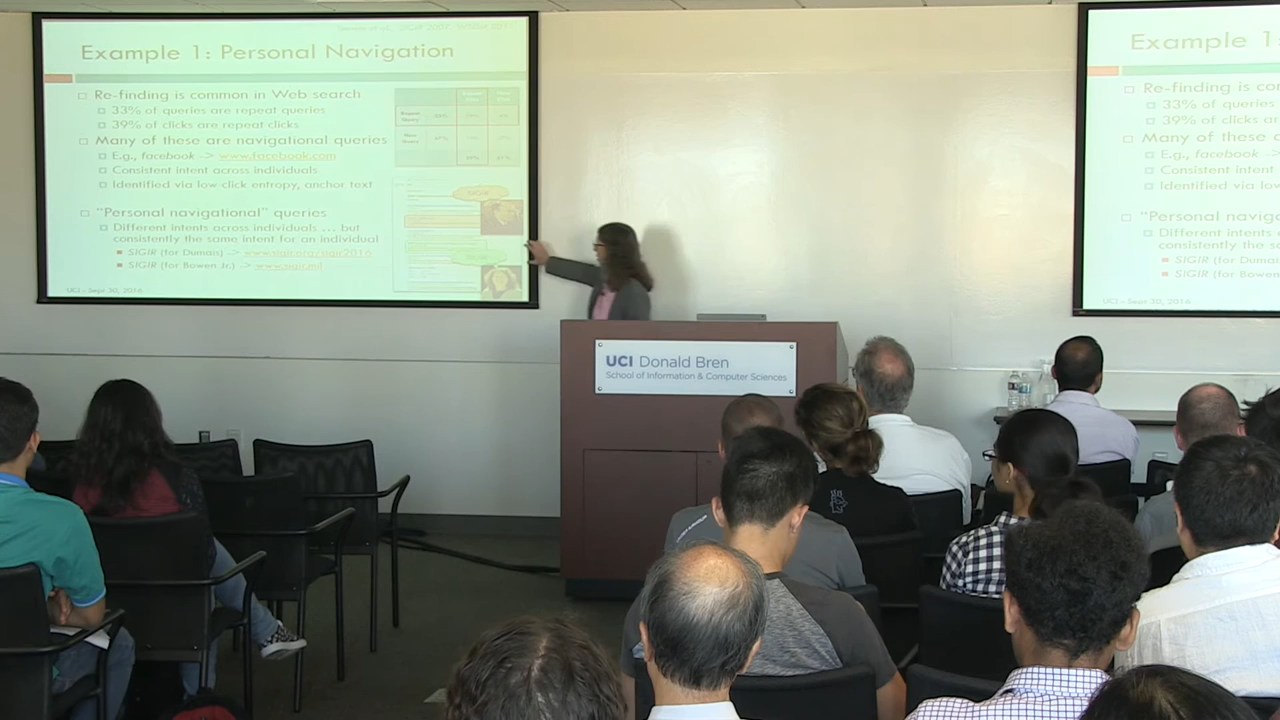 Example 1: Personal Navigation
Re-finding is common in Web search
33% of queries are repeat queries
39% of clicks are repeat clicks
Many of these are navigational queries
E.g., facebook -> www.facebook.com
Consistent intent across individuals
Identified via low click entropy, anchor text
"Personal navigational" queries
Different intents across individuals … but
consistently the same intent for an individual
SIGIR (for Dumais) -> www.sigir.org/sigir2016
SIGIR (for Bowen Jr.) -> www.sigir.mil
UCI - Sept 30, 2016
Example 1:
Re-finding is co
33% of queries
39% of clicks a
Many of these
E.g., facebook
Consistent intent
Identified via lo
"Personal navig
Different intents
consistently the
SIGIR (for Duma
SIGIR (for Bowen
UCI - Sept 30, 2016
UCI Donald Bren
School of Information & Computer Sciences